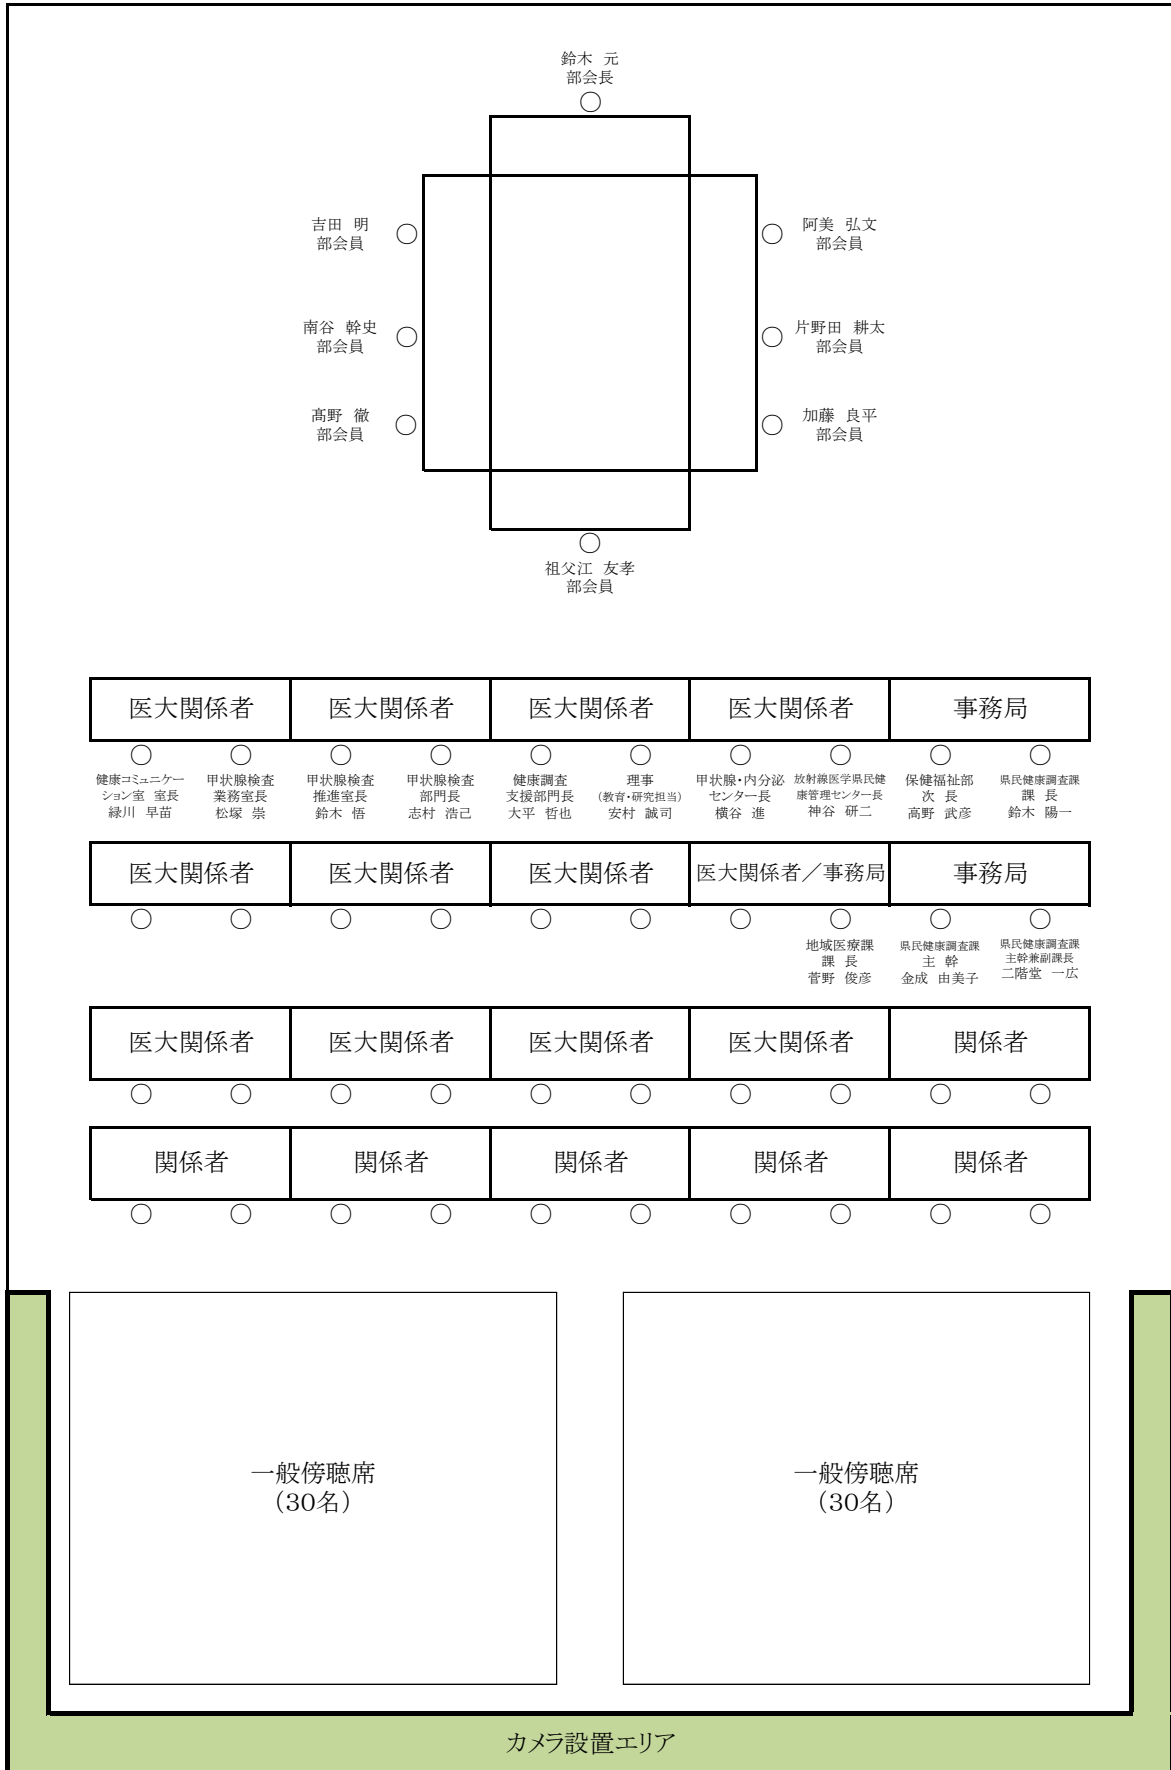 鈴木 元
部会長
吉田 明
部会員
阿美 弘文
部会員
南谷 幹史
部会員
片野田 耕太
部会員
髙野 徹
部会員
加藤 良平
部会員
祖父江 友孝
部会員
医大関係者 医大関係者 医大関係者 医大関係者 事務局
健康コミュニケー
ション室 室長
緑川 早苗
甲状腺検査
業務室長
松塚 崇
甲状腺検査
推進室長
鈴木 悟
甲状腺検査
部門長
志村 浩己
健康調査
支援部門長
大平 哲也
理事
(教育・研究担当)
安村 誠司
甲状腺・内分泌
センター長
横谷 進
放射線医学県民健
康管理センター長
神谷 研二
保健福祉部
次 長
高野 武彦
県民健康調査課
課 長
鈴木 陽一
医大関係者 医大関係者 医大関係者 医大関係者/事務局 事務局
地域医療課
課 長
菅野 俊彦
県民健康調査課
主 幹
金成 由美子
県民健康調査課
主幹兼副課長
二階堂 一広
医大関係者 医大関係者 医大関係者 医大関係者 関係者
関係者 関係者 関係者 関係者 関係者
一般傍聴席
(30名)
一般傍聴席
(30名)
カメラ設置エリア